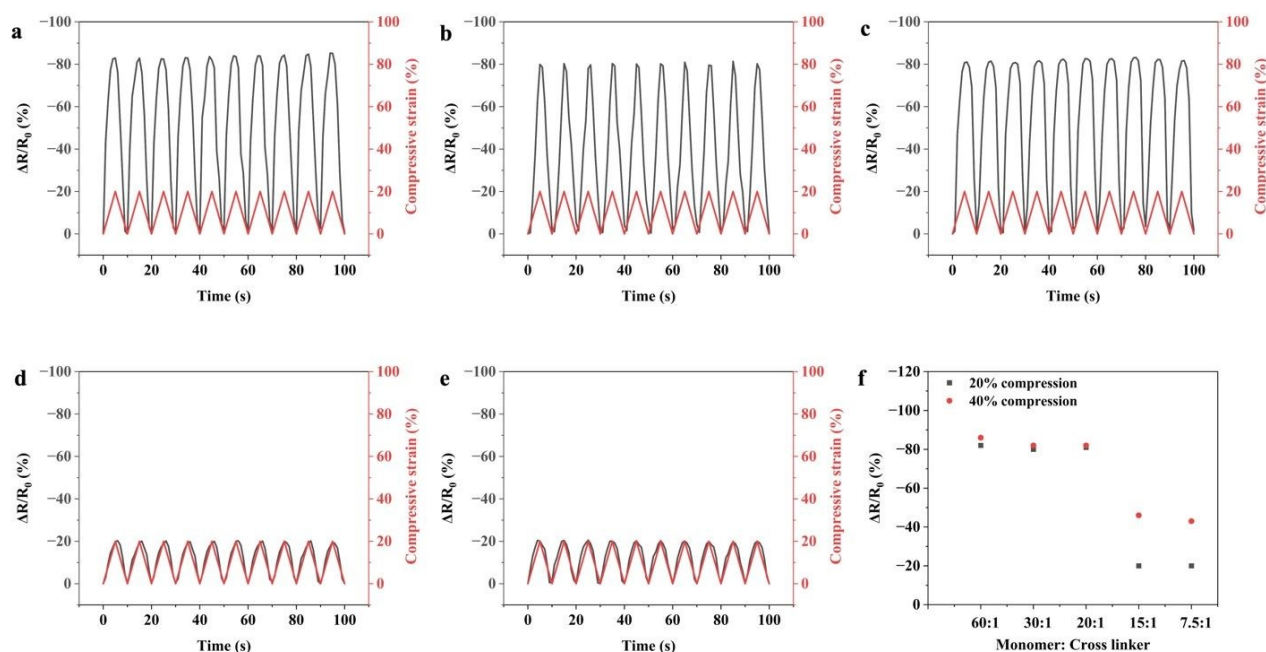 a
−100
−80
−60
−40
−20
0
ΔR/R₀ (%)
100
80
60
40
20
0
Compressive strain (%)
0 20 40 60 80 100
Time (s)
b
−100
−80
−60
−40
−20
0
ΔR/R₀ (%)
100
80
60
40
20
0
Compressive strain (%)
0 20 40 60 80 100
Time (s)
c
−100
−80
−60
−40
−20
0
ΔR/R₀ (%)
100
80
60
40
20
0
Compressive strain (%)
0 20 40 60 80 100
Time (s)
d
−100
−80
−60
−40
−20
0
ΔR/R₀ (%)
100
80
60
40
20
0
Compressive strain (%)
0 20 40 60 80 100
Time (s)
e
−100
−80
−60
−40
−20
0
ΔR/R₀ (%)
100
80
60
40
20
0
Compressive strain (%)
0 20 40 60 80 100
Time (s)
f
−120
−100
−80
−60
−40
−20
0
ΔR/R₀ (%)
20% compression
40% compression
60:1 30:1 20:1 15:1 7.5:1
Monomer: Cross linker